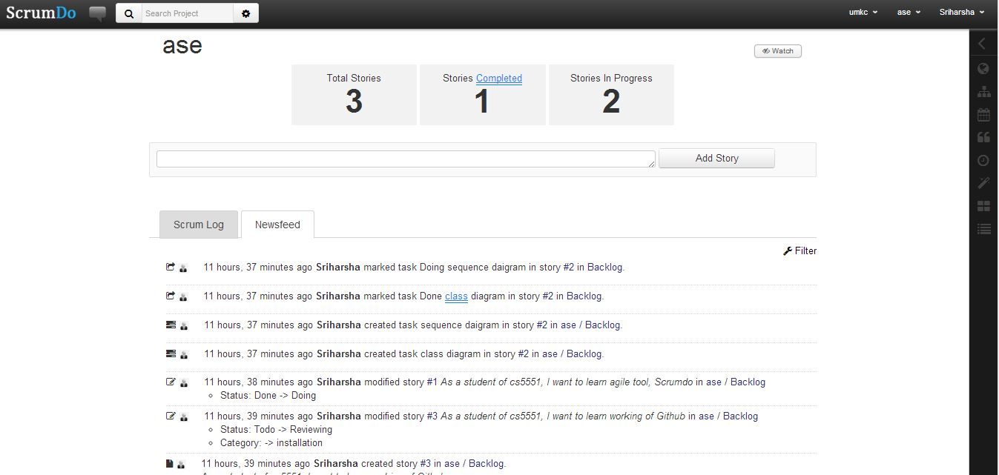 ScrumDo
Search Project
umkc
ase
Sriharsha
ase
Watch
Total Stories
3
Stories Completed
1
Stories In Progress
2
Add Story
Scrum Log
Newsfeed
Filter
11 hours, 37 minutes ago Sriharsha marked task Doing sequence daigram in story #2 in Backlog.
11 hours, 37 minutes ago Sriharsha marked task Done class diagram in story #2 in Backlog.
11 hours, 37 minutes ago Sriharsha created task sequence daigram in story #2 in ase / Backlog.
11 hours, 37 minutes ago Sriharsha created task class diagram in story #2 in ase / Backlog.
11 hours, 38 minutes ago Sriharsha modified story #1 As a student of cs5551, I want to learn agile tool, Scrumdo in ase / Backlog
Status: Done -> Doing
11 hours, 39 minutes ago Sriharsha modified story #3 As a student of cs5551, I want to learn working of Github in ase / Backlog
Status: Todo -> Reviewing
Category: -> installation
11 hours, 39 minutes ago Sriharsha created story #3 in ase / Backlog.